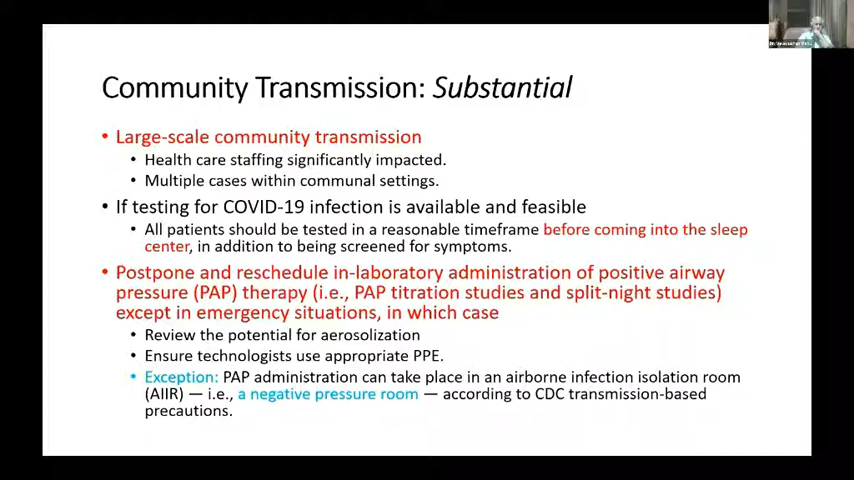 Community Transmission: Substantial
• Large-scale community transmission
• Health care staffing significantly impacted.
• Multiple cases within communal settings.
• If testing for COVID-19 infection is available and feasible
• All patients should be tested in a reasonable timeframe before coming into the sleep
center, in addition to being screened for symptoms.
• Postpone and reschedule in-laboratory administration of positive airway
pressure (PAP) therapy (i.e., PAP titration studies and split-night studies)
except in emergency situations, in which case
• Review the potential for aerosolization
• Ensure technologists use appropriate PPE.
• Exception: PAP administration can take place in an airborne infection isolation room
(AIIR) — i.e., a negative pressure room — according to CDC transmission-based
precautions.